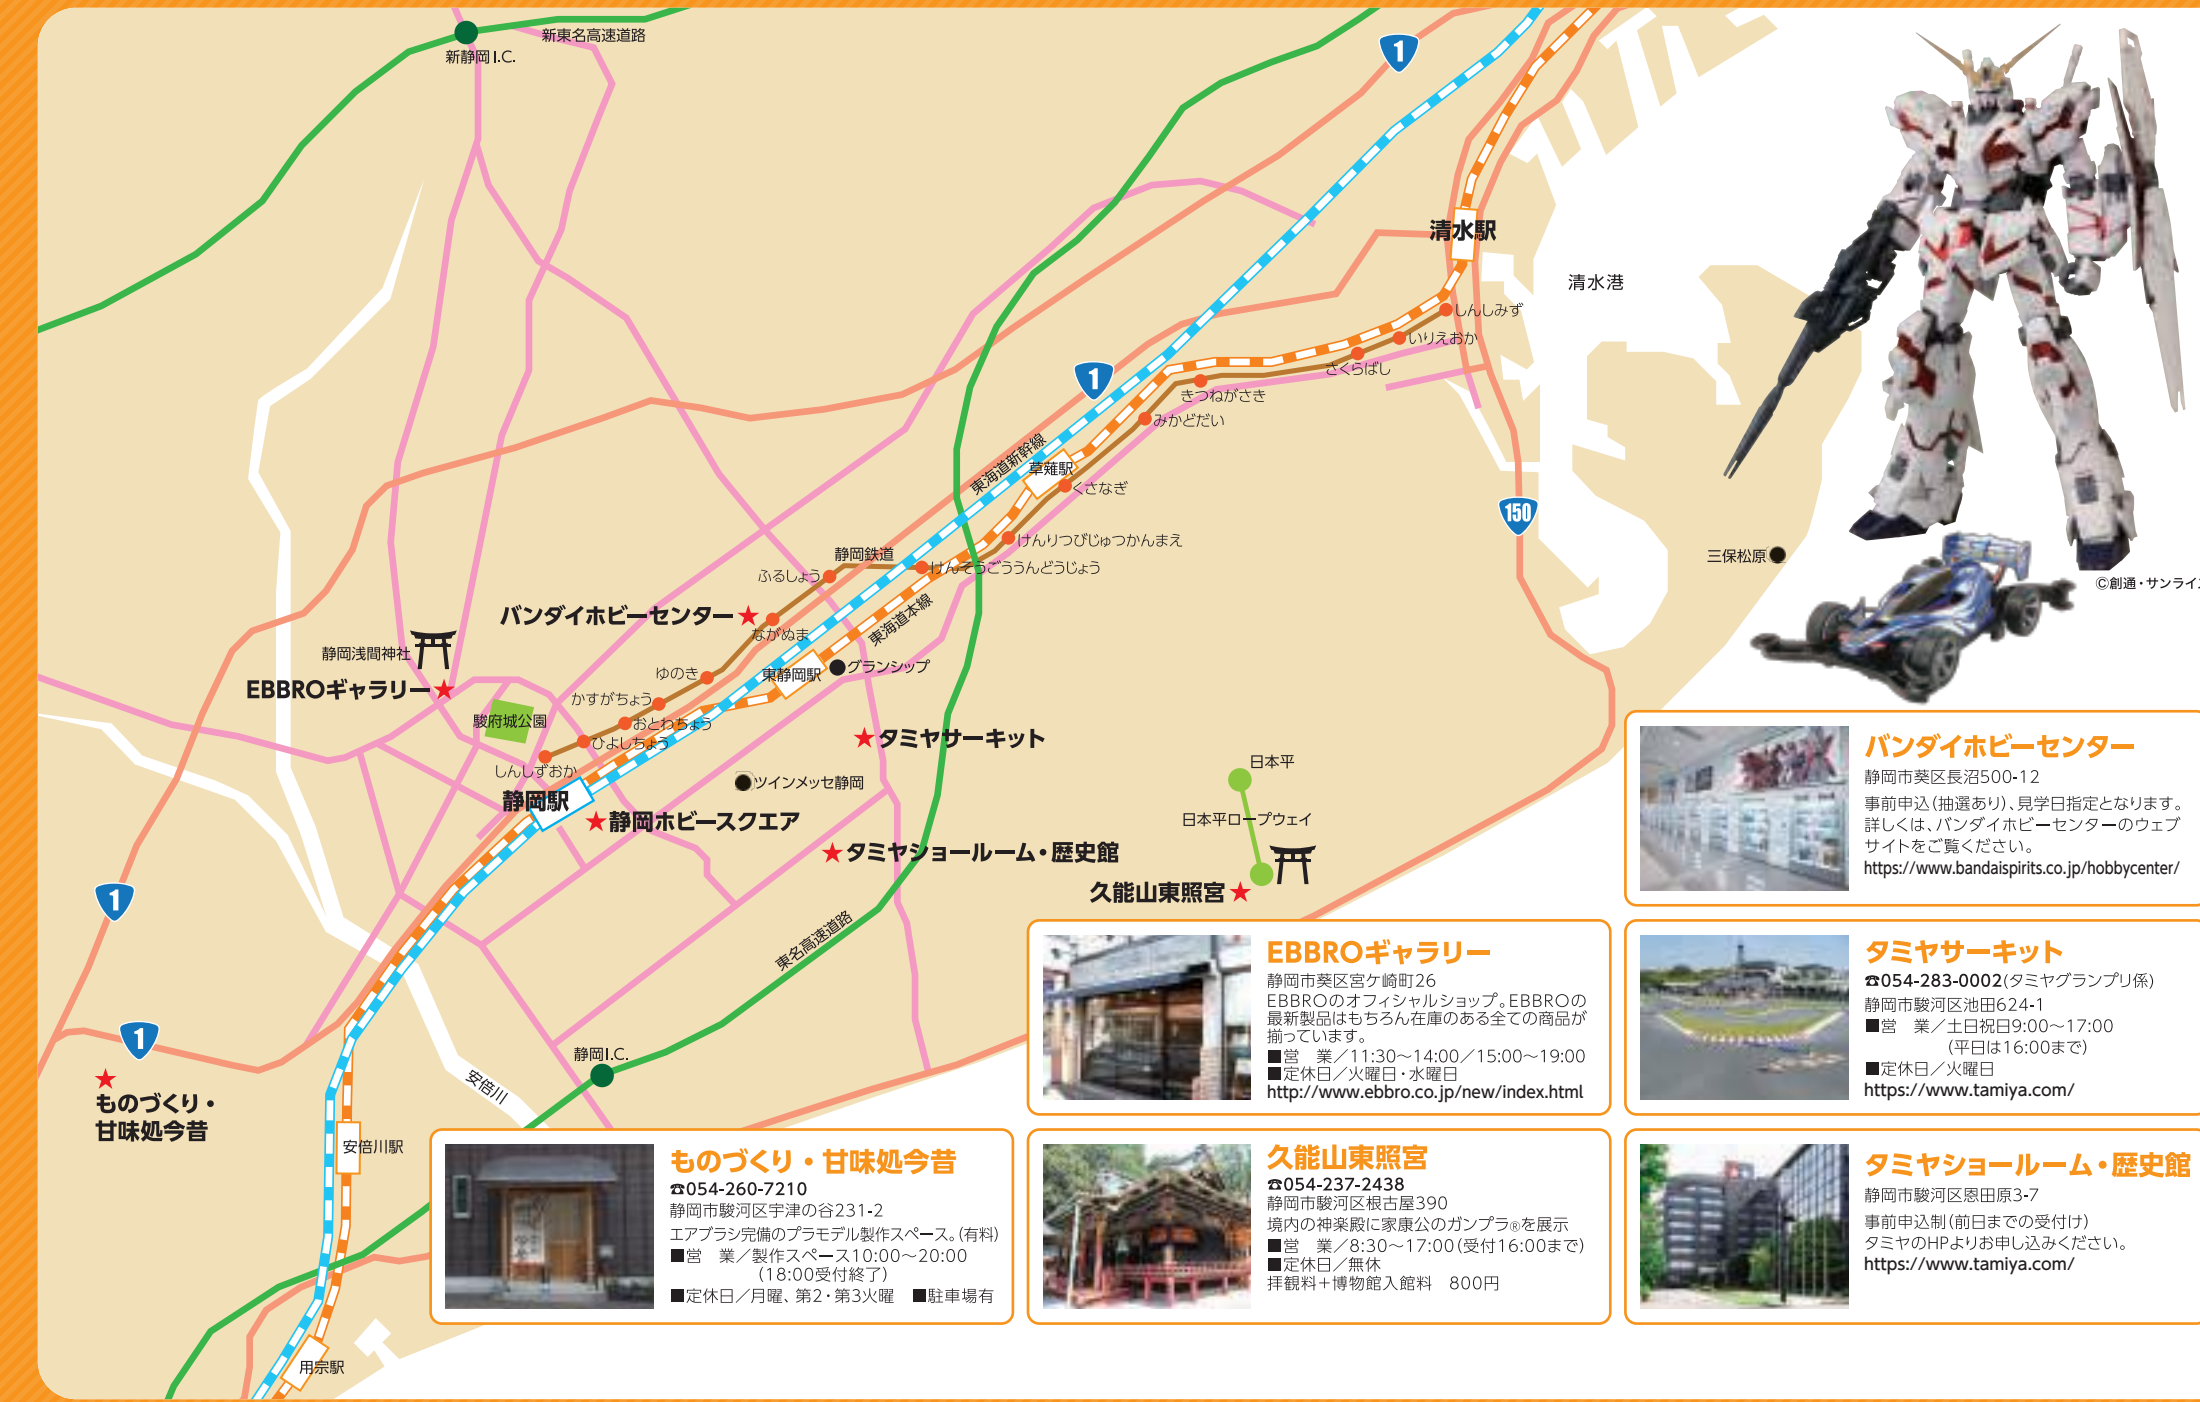 新東名高速道路
新静岡I.C.
1
清水駅
清水港
しんしみず
いりえおか
さくらばし
1
きつねがさき
みかどだい
東海道新幹線
草薙駅
くさなぎ
150
けんりつびじゅつかんまえ
静岡鉄道
けんそうごううんどうじょう
ふるしょう
三保松原
©創通・サンライズ
バンダイホビーセンター
ながぬま
東海道本線
静岡浅間神社
グランシップ
東静岡駅
ゆのき
EBBROギャラリー
かすがちょう
駿府城公園
おとわちょう
ひよしちょう
タミヤサーキット
しんしずおか
日本平
ツインメッセ静岡
静岡駅
静岡ホビースクエア
日本平ロープウェイ
タミヤショールーム・歴史館
久能山東照宮
1
東名高速道路
1
静岡I.C.
安倍川
ものづくり・
甘味処今昔
安倍川駅
用宗駅
バンダイホビーセンター
静岡市葵区長沼500-12
事前申込(抽選あり)、見学日指定となります。
詳しくは、バンダイホビーセンターのウェブ
サイトをご覧ください。
https://www.bandaispirits.co.jp/hobbycenter/
EBBROギャラリー
静岡市葵区宮ケ崎町26
EBBROのオフィシャルショップ。EBBROの
最新製品はもちろん在庫のある全ての商品が
揃っています。
■営　業／11:30～14:00／15:00～19:00
■定休日／火曜日・水曜日
http://www.ebbro.co.jp/new/index.html
タミヤサーキット
☎054-283-0002(タミヤグランプリ係)
静岡市駿河区池田624-1
■営　業／土日祝日9:00～17:00
(平日は16:00まで)
■定休日／火曜日
https://www.tamiya.com/
ものづくり・甘味処今昔
☎054-260-7210
静岡市駿河区宇津の谷231-2
エアブラシ完備のプラモデル製作スペース。(有料)
■営　業／製作スペース10:00～20:00
(18:00受付終了)
■定休日／月曜、第2・第3火曜　■駐車場有
久能山東照宮
☎054-237-2438
静岡市駿河区根古屋390
境内の神楽殿に家康公のガンプラ®を展示
■営　業／8:30～17:00(受付16:00まで)
■定休日／無休
拝観料＋博物館入館料　800円
タミヤショールーム・歴史館
静岡市駿河区恩田原3-7
事前申込制(前日までの受付け)
タミヤのHPよりお申し込みください。
https://www.tamiya.com/